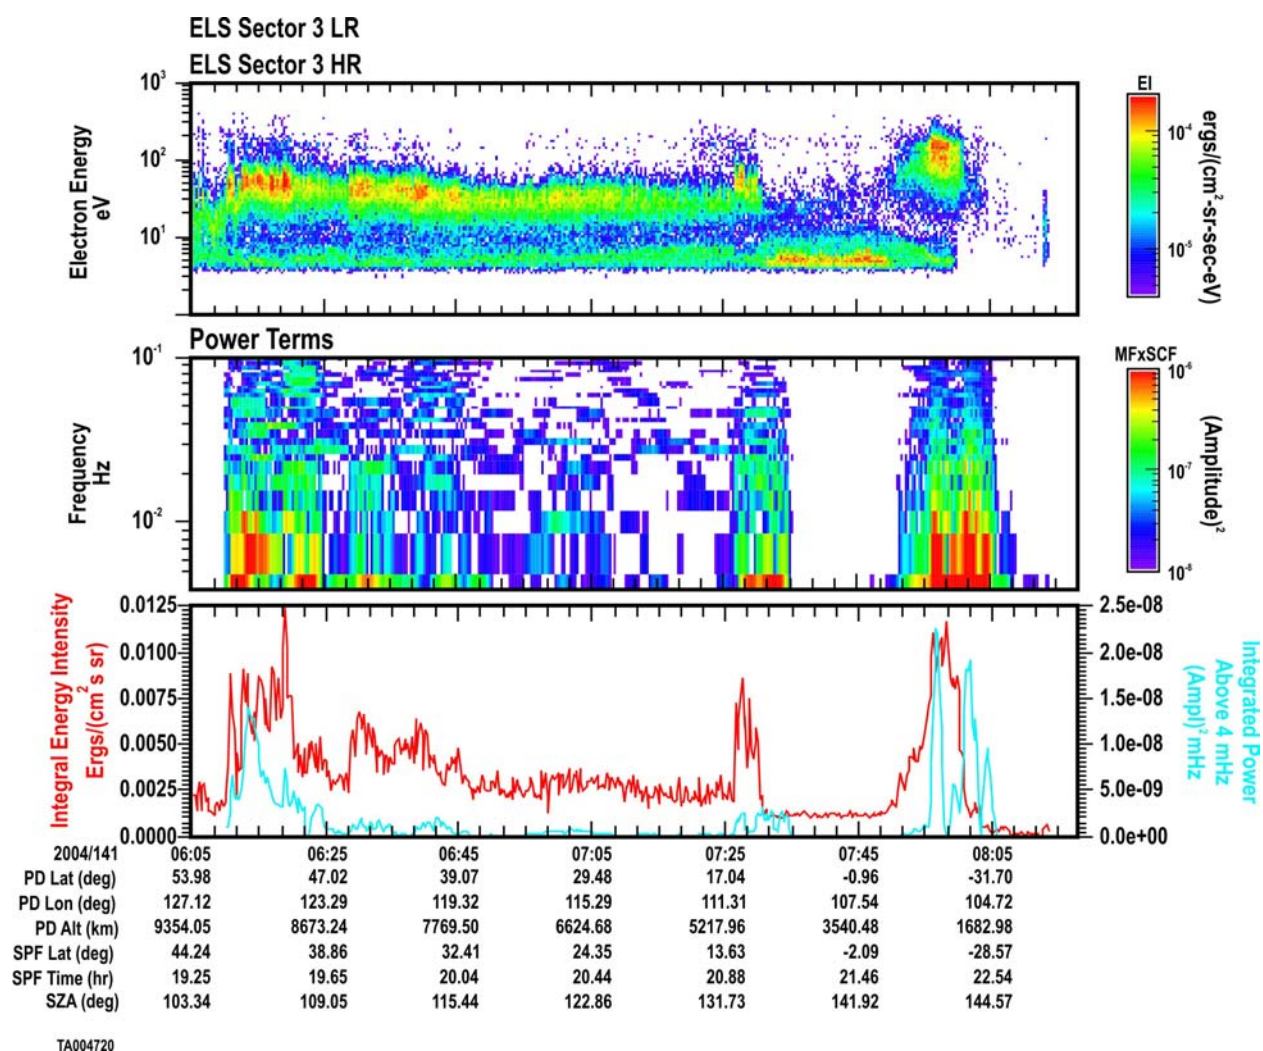 ELS Sector 3 LR
ELS Sector 3 HR
10³
10²
10¹
Electron Energy
eV
EI
10⁻⁴
10⁻⁵
ergs/(cm²-sr-sec-eV)
Power Terms
10⁻¹
10⁻²
Frequency
Hz
MFxSCF
10⁻⁶
10⁻⁷
10⁻⁸
(Amplitude)²
0.0125
0.0100
0.0075
0.0050
0.0025
0.0000
Integral Energy Intensity
Ergs/(cm² s sr)
2.5e-08
2.0e-08
1.5e-08
1.0e-08
5.0e-09
0.0e+00
Integrated Power
Above 4 mHz
(Ampl)² mHz
2004/141 06:05 06:25 06:45 07:05 07:25 07:45 08:05
PD Lat (deg) 53.98 47.02 39.07 29.48 17.04 -0.96 -31.70
PD Lon (deg) 127.12 123.29 119.32 115.29 111.31 107.54 104.72
PD Alt (km) 9354.05 8673.24 7769.50 6624.68 5217.96 3540.48 1682.98
SPF Lat (deg) 44.24 38.86 32.41 24.35 13.63 -2.09 -28.57
SPF Time (hr) 19.25 19.65 20.04 20.44 20.88 21.46 22.54
SZA (deg) 103.34 109.05 115.44 122.86 131.73 141.92 144.57
TA004720